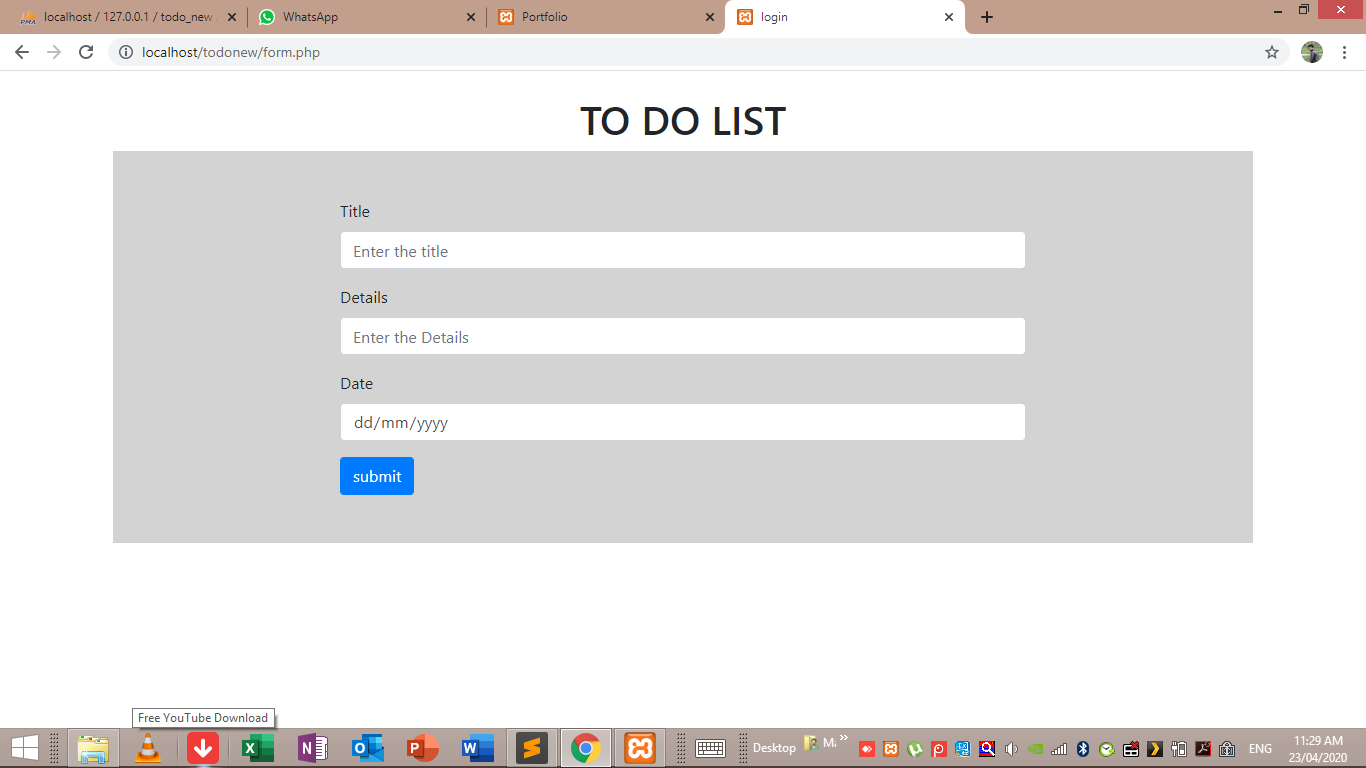 localhost / 127.0.0.1 / todo_new
WhatsApp
Portfolio
login
localhost/todonew/form.php
TO DO LIST
Title
Enter the title
Details
Enter the Details
Date
dd/mm/yyyy
submit
Free YouTube Download
Desktop
ENG
11:29 AM
23/04/2020